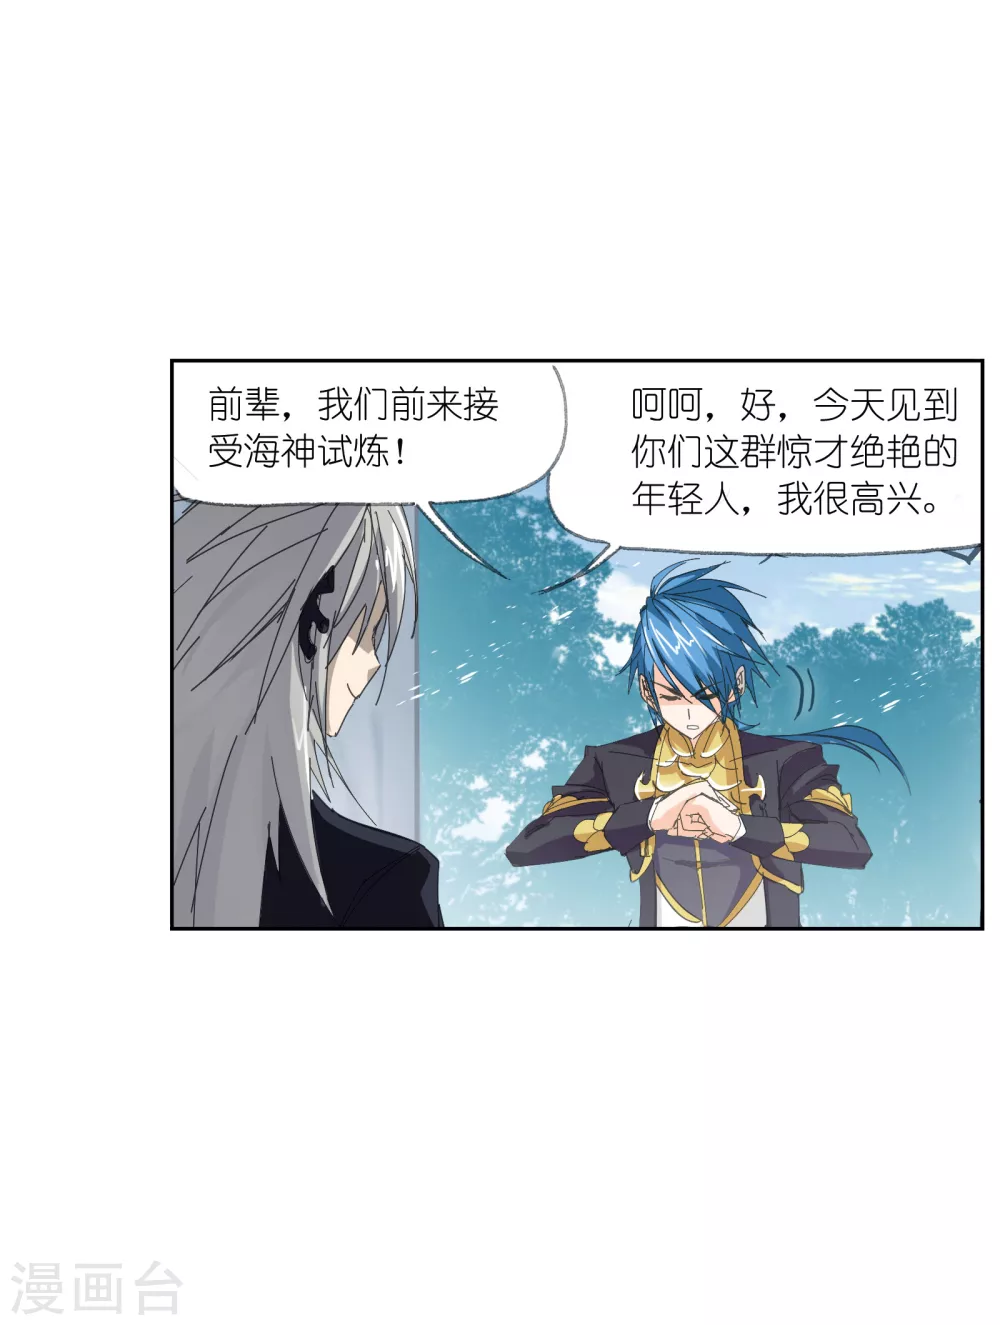 前辈，我们前来接
受海神试炼！
呵呵，好，今天见到
你们这群惊才绝艳的
年轻人，我很高兴。
漫画台